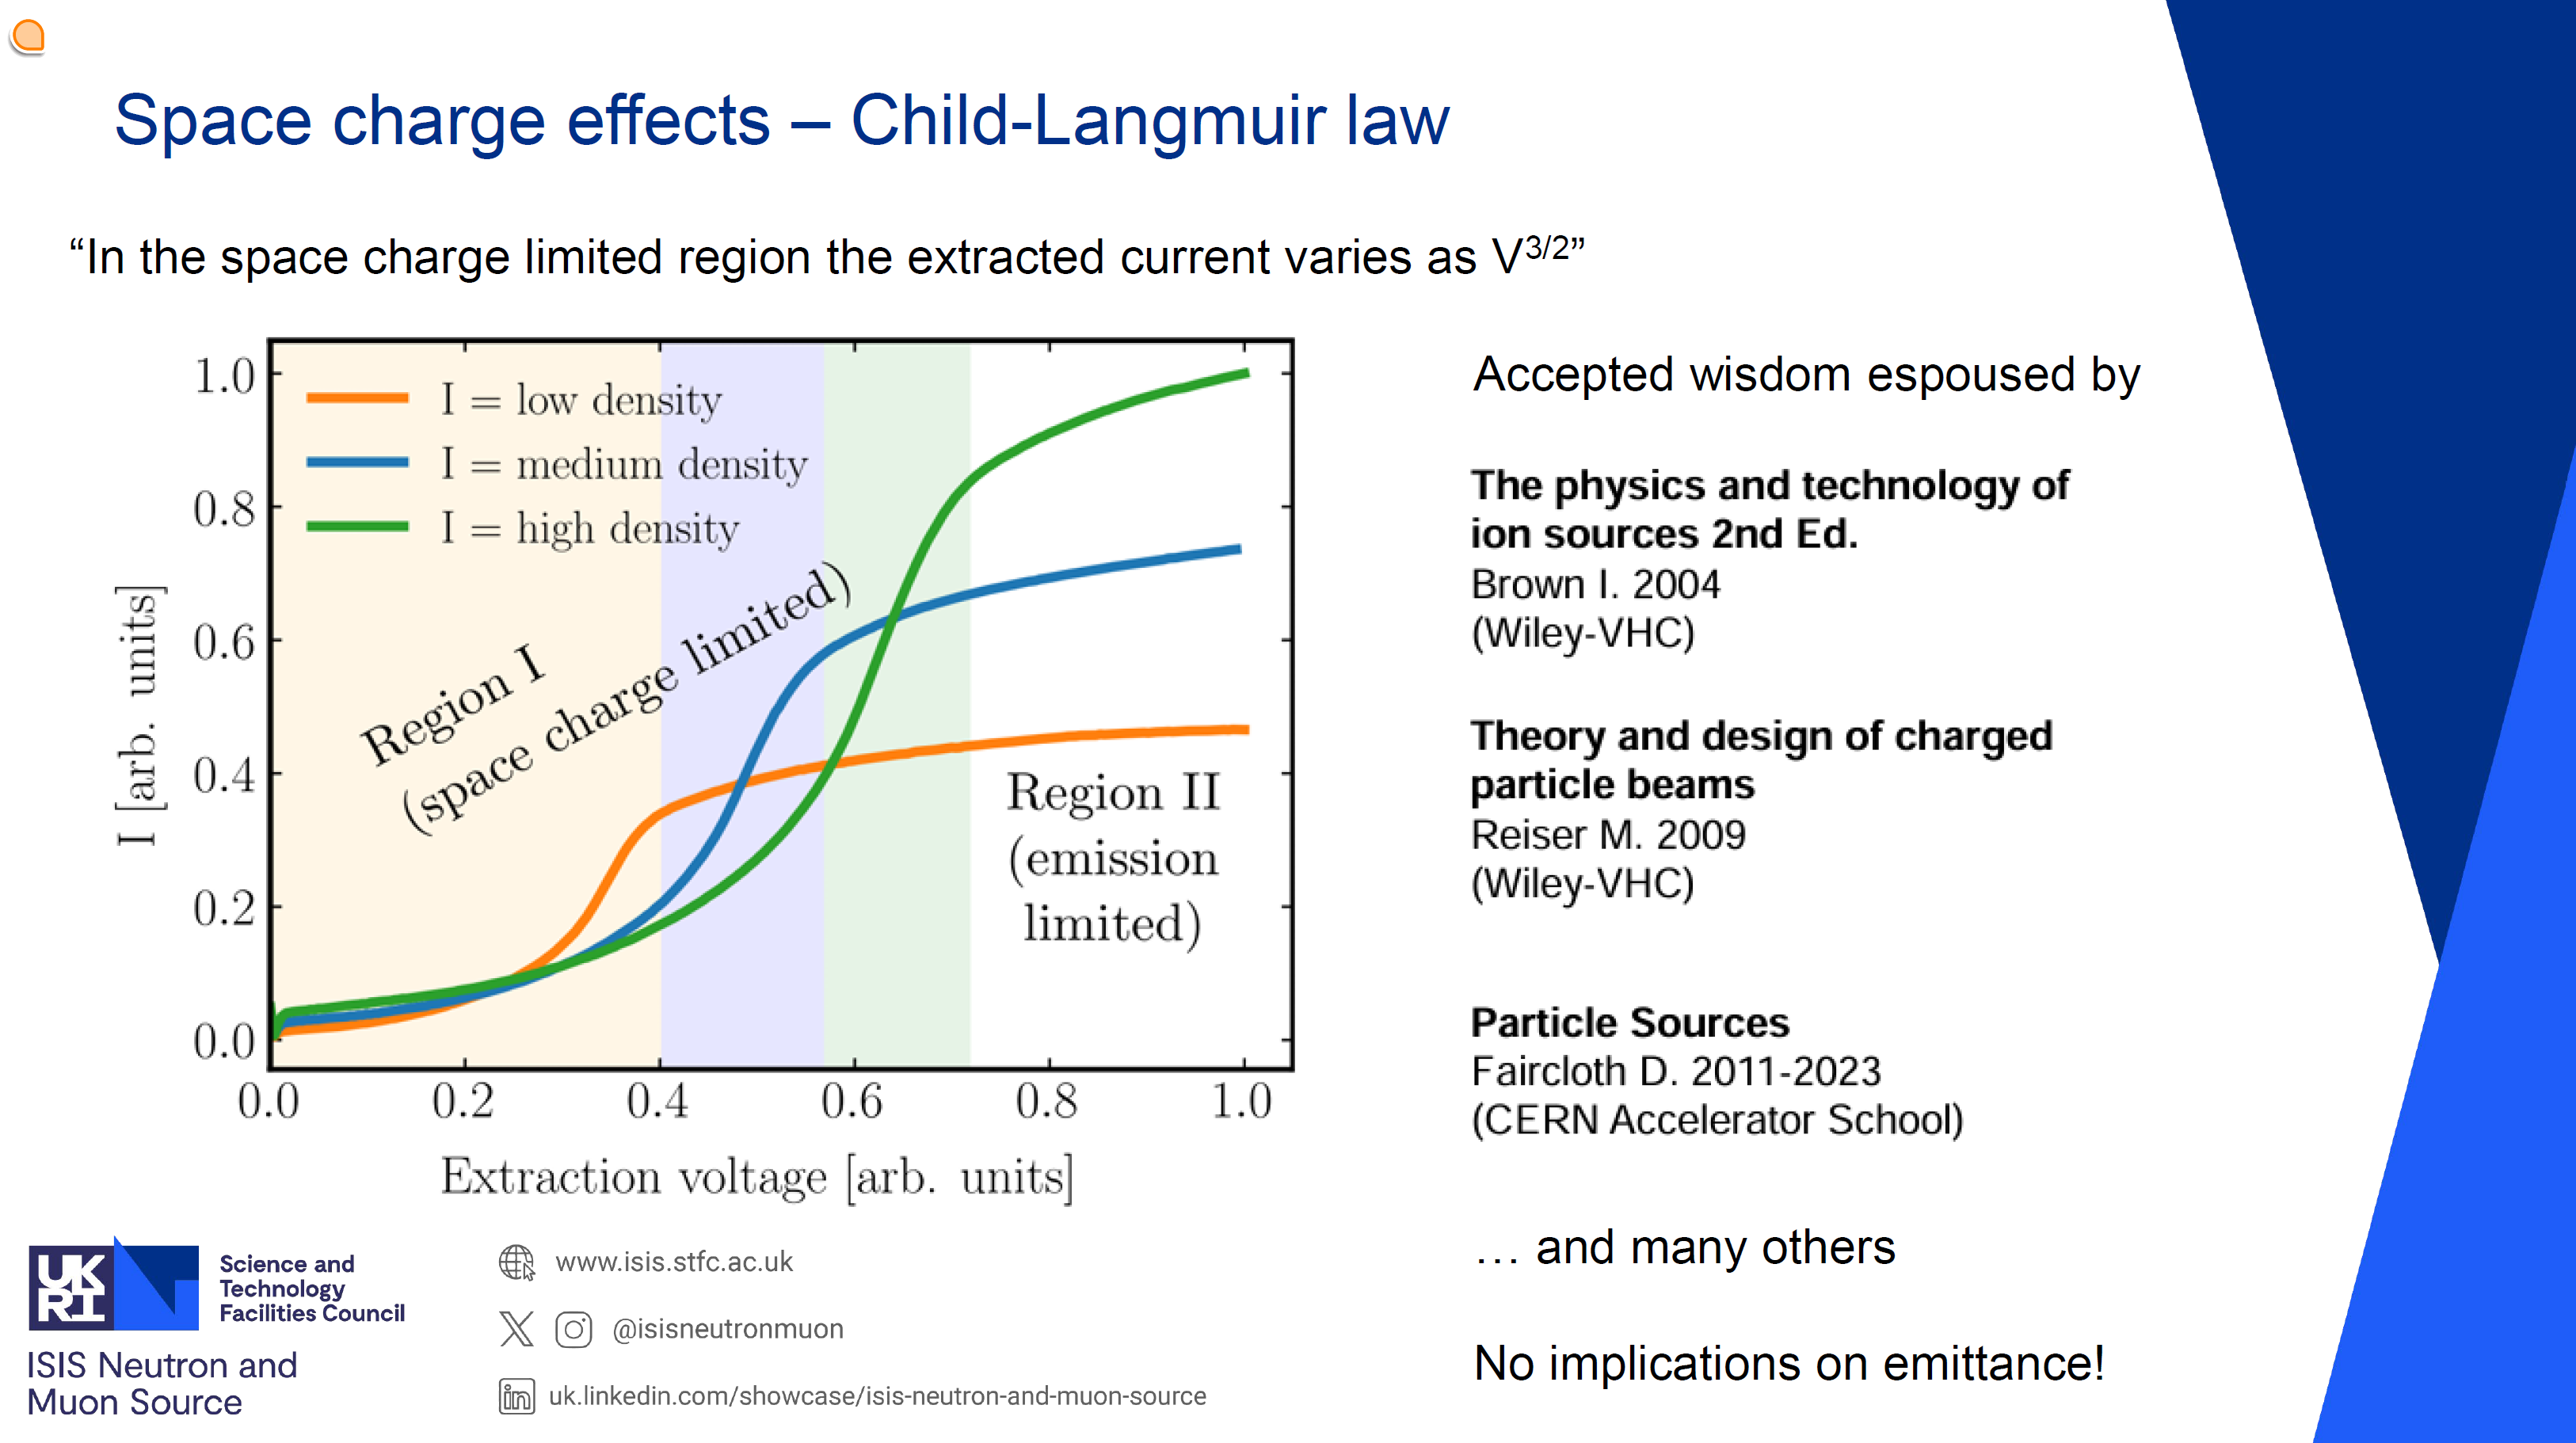 Space charge effects – Child-Langmuir law
“In the space charge limited region the extracted current varies as V3/2”
1.0
0.8
0.6
0.4
0.2
0.0
I [arb. units]
I = low density
I = medium density
I = high density
Region I
(space charge limited)
Region II
(emission
limited)
0.0 0.2 0.4 0.6 0.8 1.0
Extraction voltage [arb. units]
Accepted wisdom espoused by
The physics and technology of
ion sources 2nd Ed.
Brown I. 2004
(Wiley-VHC)
Theory and design of charged
particle beams
Reiser M. 2009
(Wiley-VHC)
Particle Sources
Faircloth D. 2011-2023
(CERN Accelerator School)
… and many others
No implications on emittance!
UK
RI
Science and
Technology
Facilities Council
ISIS Neutron and
Muon Source
www.isis.stfc.ac.uk
@isisneutronmuon
in
uk.linkedin.com/showcase/isis-neutron-and-muon-source